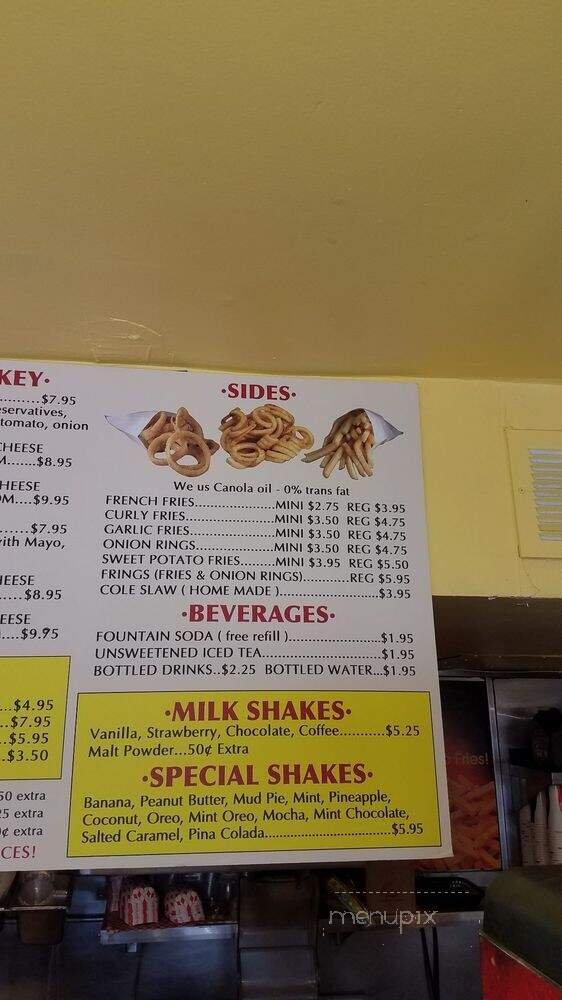 KEY·
..........$7.95
eservatives,
tomato, onion
CHEESE
M.......$8.95
HEESE
OM....$9.95
.......$7.95
with Mayo,
HEESE
......$8.95
EESE
....$9.95
...$4.95
..$7.95
..$5.95
..$3.50
50 extra
25 extra
0¢ extra
CES!
·SIDES·
We us Canola oil - 0% trans fat
FRENCH FRIES......................MINI $2.75 REG $3.95
CURLY FRIES........................MINI $3.50 REG $4.75
GARLIC FRIES.......................MINI $3.50 REG $4.75
ONION RINGS.....................MINI $3.50 REG $4.75
SWEET POTATO FRIES.........MINI $3.95 REG $5.50
FRINGS (FRIES & ONION RINGS)............REG $5.95
COLE SLAW ( HOME MADE )........................$3.95
·BEVERAGES·
FOUNTAIN SODA ( free refill )........................$1.95
UNSWEETENED ICED TEA...............................$1.95
BOTTLED DRINKS..$2.25 BOTTLED WATER...$1.95
·MILK SHAKES·
Vanilla, Strawberry, Chocolate, Coffee...........$5.25
Malt Powder...50¢ Extra
·SPECIAL SHAKES·
Banana, Peanut Butter, Mud Pie, Mint, Pineapple,
Coconut, Oreo, Mint Oreo, Mocha, Mint Chocolate,
Salted Caramel, Pina Colada..................................$5.95
Fries!
menupix